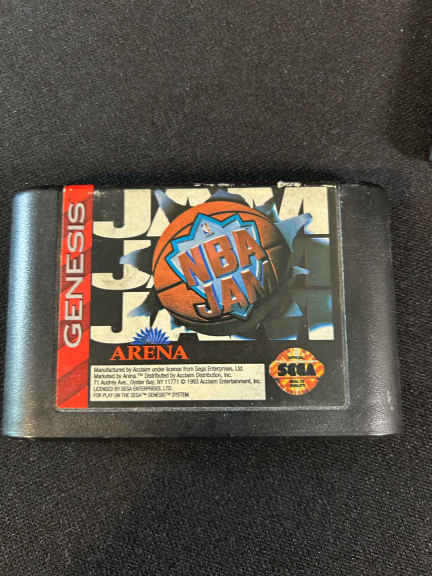 GENESIS
JAM
JAM
JAM
NBA
JAM
ARENA
Manufactured by Acclaim under license from Sega Enterprises, Ltd.
Marketed by Arena.™ Distributed by Acclaim Distribution, Inc.
71 Audrey Ave., Oyster Bay, NY 11771 © 1993 Acclaim Entertainment, Inc.
LICENSED BY SEGA ENTERPRISES, LTD.
FOR PLAY ON THE SEGA™ GENESIS™ SYSTEM.
SEGA